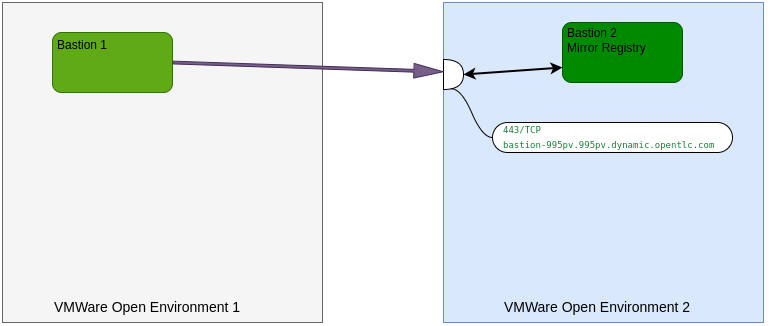 Bastion 1
Bastion 2
Mirror Registry
443/TCP
bastion-995pv.995pv.dynamic.opentlc.com
VMWare Open Environment 1
VMWare Open Environment 2